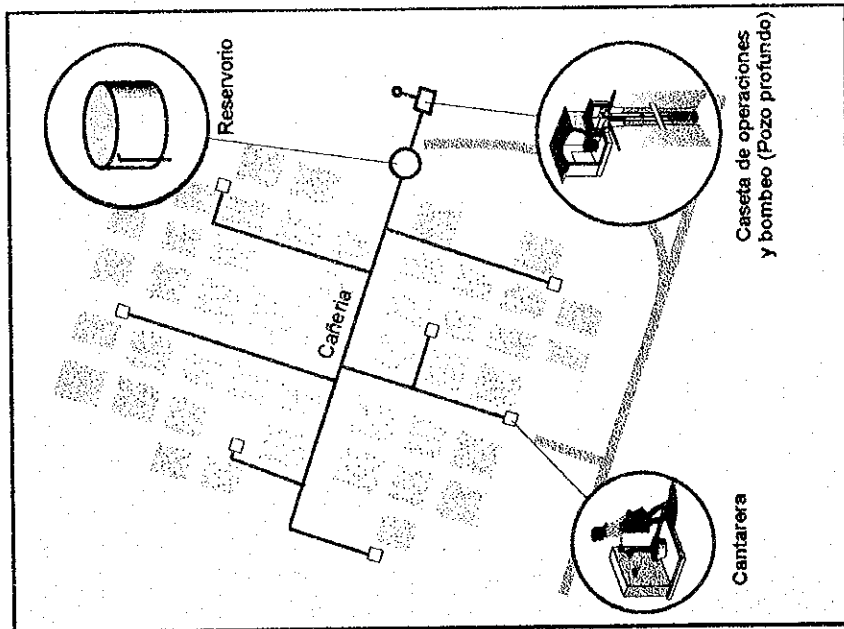 Reservorio
Cañeria
Caseta de operaciones
y bombeo (Pozo profundo)
Cantarera